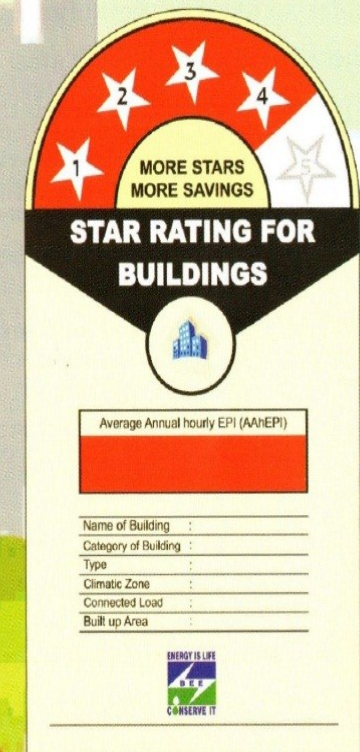 1 2 3 4 5
MORE STARS
MORE SAVINGS
STAR RATING FOR
BUILDINGS
Average Annual hourly EPI (AAhEPI)
Name of Building :
Category of Building :
Type :
Climatic Zone :
Connected Load :
Built up Area :
ENERGY IS LIFE
BEE
CONSERVE IT